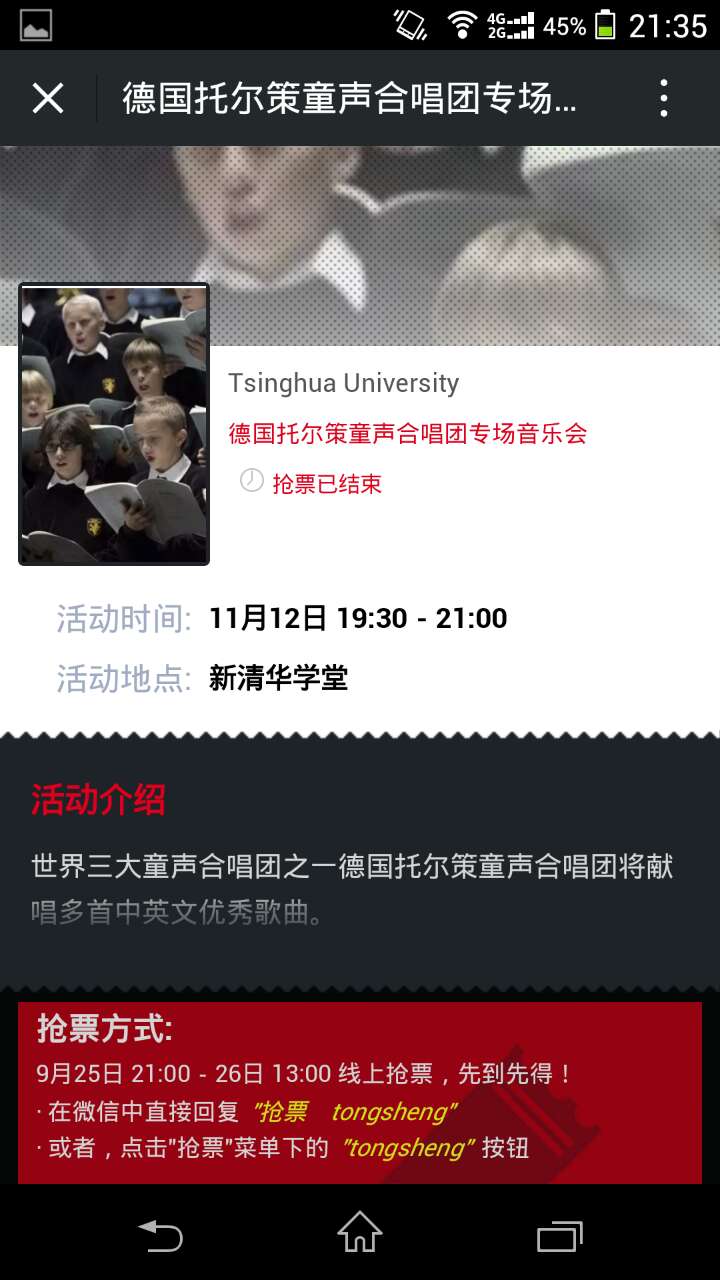 4G
2G
45%
21:35
德国托尔策童声合唱团专场...
Tsinghua University
德国托尔策童声合唱团专场音乐会
抢票已结束
活动时间: 11月12日 19:30 - 21:00
活动地点: 新清华学堂
活动介绍
世界三大童声合唱团之一德国托尔策童声合唱团将献
唱多首中英文优秀歌曲。
抢票方式:
9月25日 21:00 - 26日 13:00 线上抢票，先到先得！
· 在微信中直接回复 "抢票 tongsheng"
· 或者，点击"抢票"菜单下的 "tongsheng" 按钮